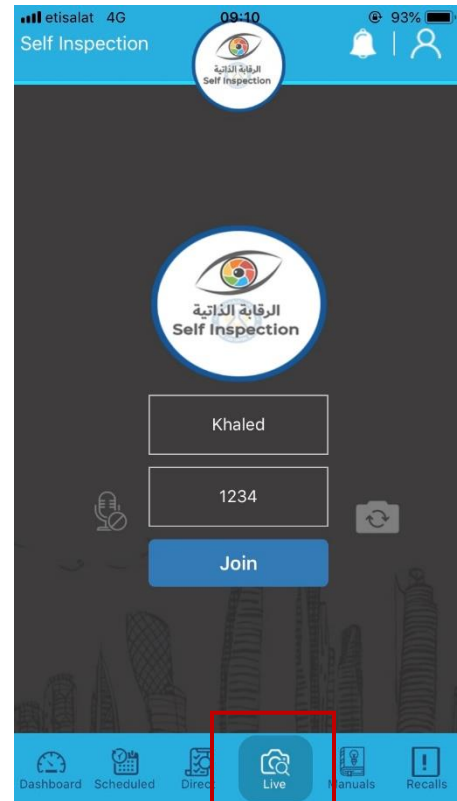 etisalat 4G 09:10 93%
Self Inspection
الرقابة الذاتية
Self Inspection
الرقابة الذاتية
Self Inspection
Khaled
1234
Join
Dashboard Scheduled Direct Live Manuals Recalls